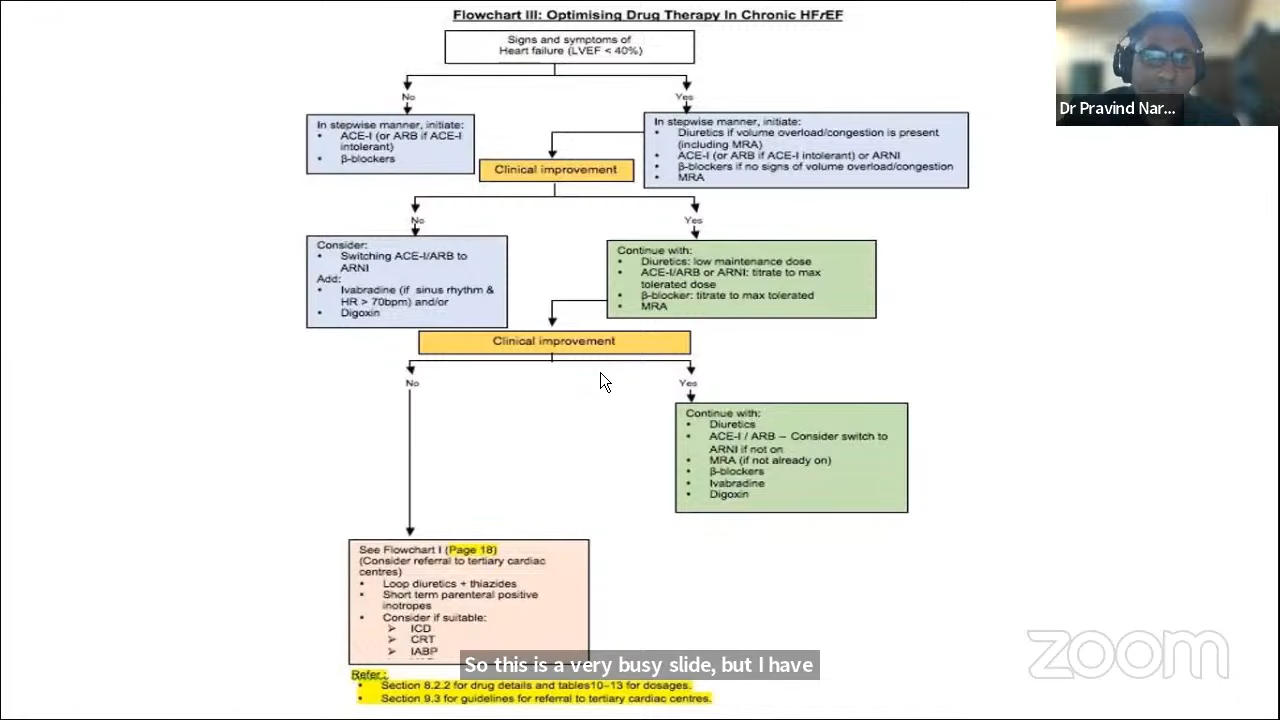 Flowchart III: Optimising Drug Therapy In Chronic HFrEF
Signs and symptoms of
Heart failure (LVEF < 40%)
No
Yes
In stepwise manner, initiate:
• ACE-I (or ARB if ACE-I
intolerant)
• β-blockers
In stepwise manner, initiate:
• Diuretics if volume overload/congestion is present
(including MRA)
• ACE-I (or ARB if ACE-I intolerant) or ARNI
• β-blockers if no signs of volume overload/congestion
• MRA
Clinical improvement
No
Yes
Consider:
• Switching ACE-I/ARB to
ARNI
Add:
• Ivabradine (if sinus rhythm &
HR > 70bpm) and/or
• Digoxin
Continue with:
• Diuretics: low maintenance dose
• ACE-I/ARB or ARNI: titrate to max
tolerated dose
• β-blocker: titrate to max tolerated
• MRA
Clinical improvement
No
Yes
Continue with:
• Diuretics
• ACE-I / ARB – Consider switch to
ARNI if not on
• MRA (if not already on)
• β-blockers
• Ivabradine
• Digoxin
See Flowchart I (Page 18)
(Consider referral to tertiary cardiac
centres)
• Loop diuretics + thiazides
• Short term parenteral positive
inotropes
• Consider if suitable:
➢ ICD
➢ CRT
➢ IABP
Refer:
• Section 8.2.2 for drug details and tables10–13 for dosages.
• Section 9.3 for guidelines for referral to tertiary cardiac centres.
So this is a very busy slide, but I have
Dr Pravind Nar...
zoom